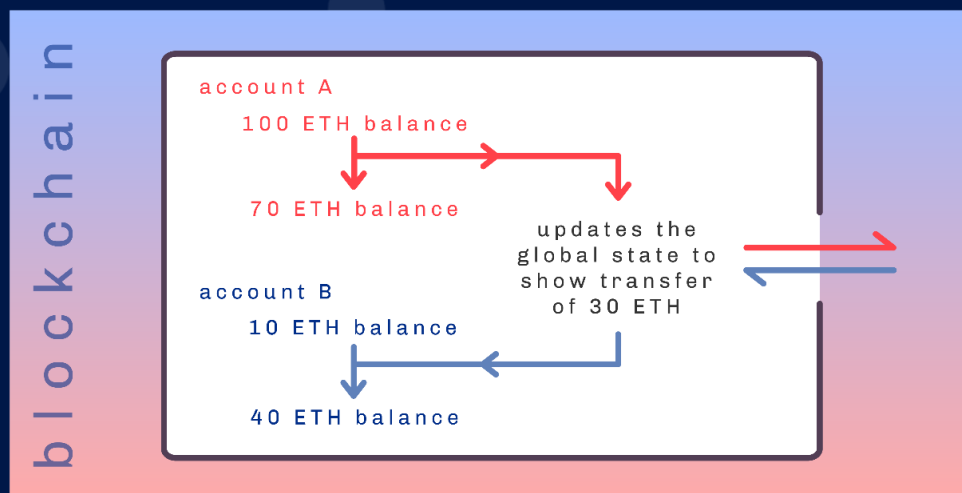 blockchain
account A
100 ETH balance
70 ETH balance
updates the
global state to
show transfer
of 30 ETH
account B
10 ETH balance
40 ETH balance